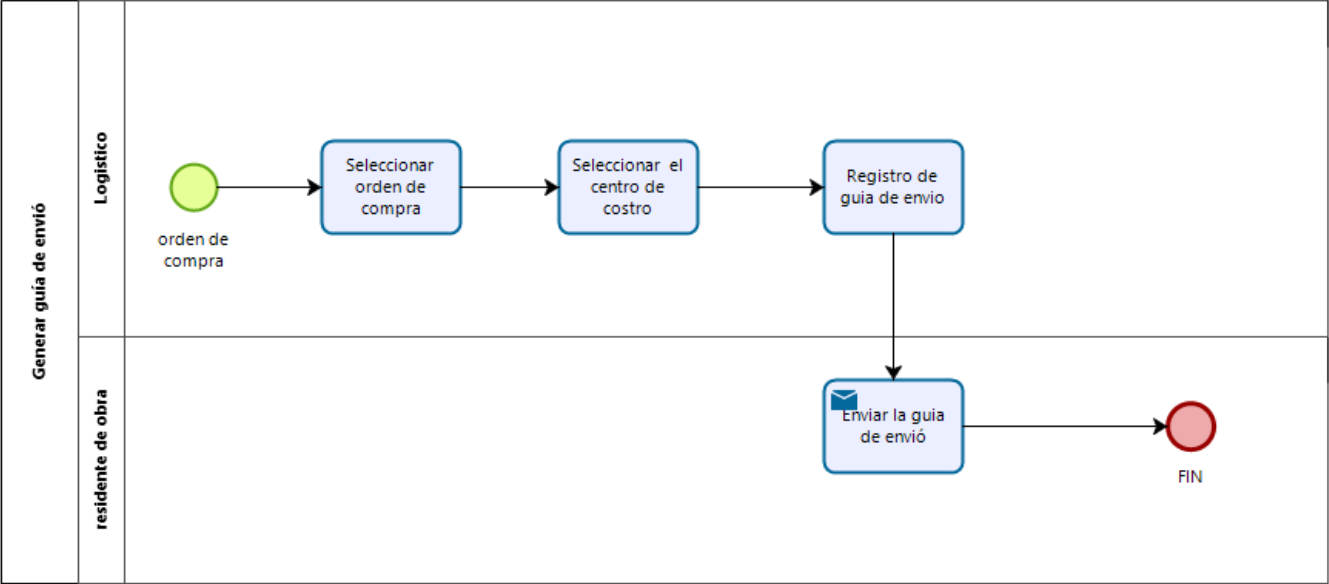 Generar guía de envió
Logistico
orden de
compra
Seleccionar
orden de
compra
Seleccionar el
centro de
costro
Registro de
guia de envio
residente de obra
Enviar la guia
de envió
FIN